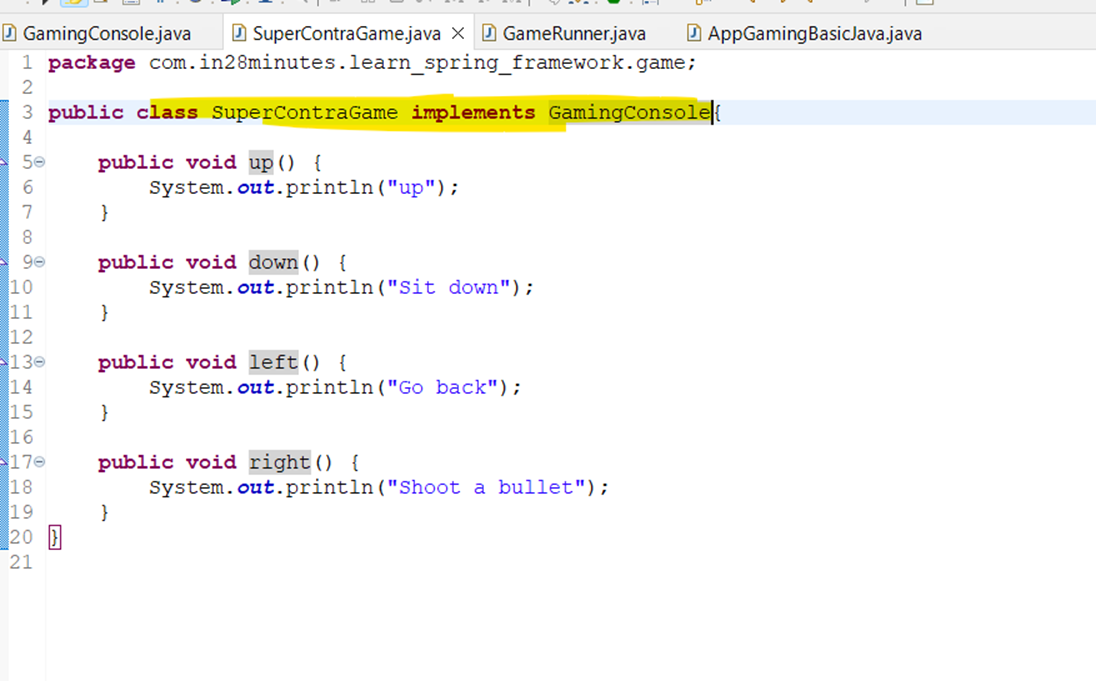 GamingConsole.java SuperContraGame.java GameRunner.java AppGamingBasicJava.java
1 package com.in28minutes.learn_spring_framework.game;
2
3 public class SuperContraGame implements GamingConsole{
4
5 public void up() {
6 System.out.println("up");
7 }
8
9 public void down() {
10 System.out.println("Sit down");
11 }
12
13 public void left() {
14 System.out.println("Go back");
15 }
16
17 public void right() {
18 System.out.println("Shoot a bullet");
19 }
20 }
21